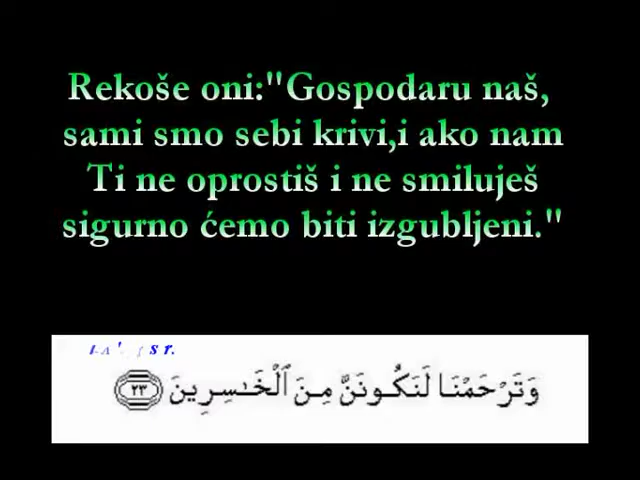 Rekoše oni:"Gospodaru naš,
sami smo sebi krivi,i ako nam
Ti ne oprostiš i ne smiluješ
sigurno ćemo biti izgubljeni."
وَتَرْحَمْنَا لَنَكُونَنَّ مِنَ ٱلْخَـٰسِرِينَ ٢٣